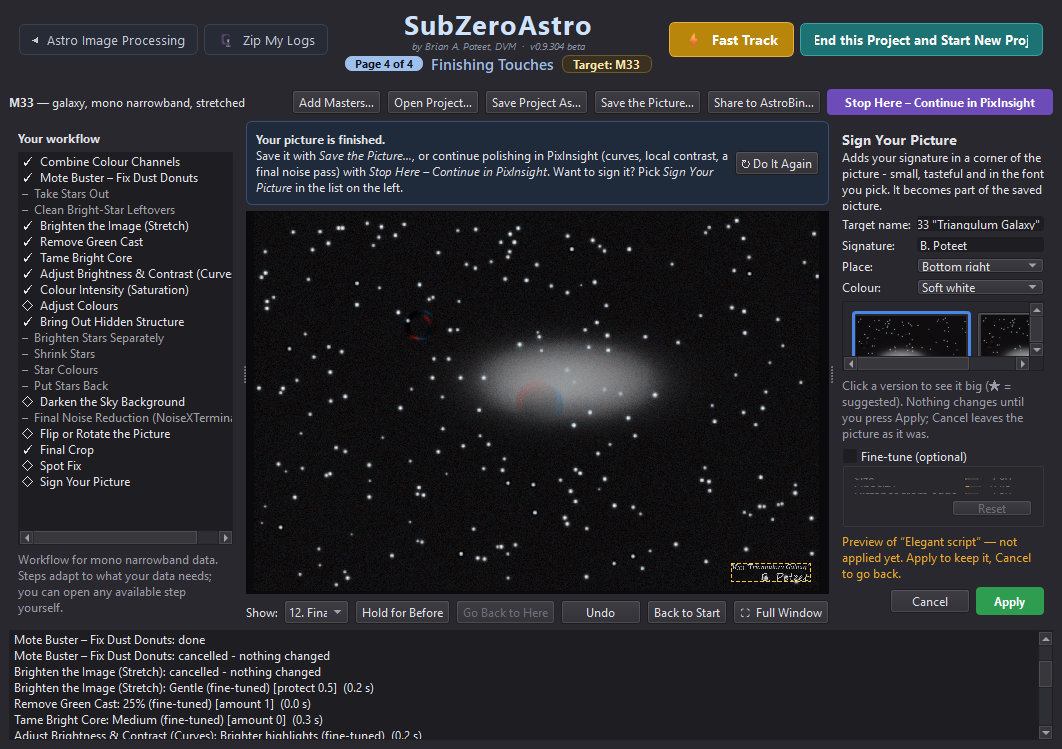 Astro Image Processing
Zip My Logs
SubZeroAstro
by Brian A. Poteet, DVM · v0.9.304 beta
Page 4 of 4
Finishing Touches
Target: M33
Fast Track
End this Project and Start New Proj
M33 — galaxy, mono narrowband, stretched
Add Masters...
Open Project...
Save Project As...
Save the Picture...
Share to AstroBin...
Stop Here – Continue in PixInsight
Your workflow
✓ Combine Colour Channels
✓ Mote Buster – Fix Dust Donuts
– Take Stars Out
– Clean Bright-Star Leftovers
✓ Brighten the Image (Stretch)
✓ Remove Green Cast
✓ Tame Bright Core
✓ Adjust Brightness & Contrast (Curve
✓ Colour Intensity (Saturation)
◇ Adjust Colours
✓ Bring Out Hidden Structure
– Brighten Stars Separately
– Shrink Stars
– Star Colours
– Put Stars Back
◇ Darken the Sky Background
– Final Noise Reduction (NoiseXTermina
◇ Flip or Rotate the Picture
✓ Final Crop
◇ Spot Fix
◇ Sign Your Picture
Workflow for mono narrowband data.
Steps adapt to what your data needs;
you can open any available step
yourself.
Your picture is finished.
Save it with Save the Picture..., or continue polishing in PixInsight (curves, local contrast, a
final noise pass) with Stop Here – Continue in PixInsight. Want to sign it? Pick Sign Your
Picture in the list on the left.
↻ Do It Again
Show:
12. Fina
Hold for Before
Go Back to Here
Undo
Back to Start
Full Window
Sign Your Picture
Adds your signature in a corner of the
picture - small, tasteful and in the font
you pick. It becomes part of the saved
picture.
Target name: 33 "Triangulum Galaxy"
Signature: B. Poteet
Place: Bottom right
Colour: Soft white
Click a version to see it big (★ =
suggested). Nothing changes until
you press Apply; Cancel leaves the
picture as it was.
Fine-tune (optional)
Reset
Preview of “Elegant script” — not
applied yet. Apply to keep it, Cancel
to go back.
Cancel
Apply
Mote Buster – Fix Dust Donuts: done
Mote Buster – Fix Dust Donuts: cancelled - nothing changed
Brighten the Image (Stretch): cancelled - nothing changed
Brighten the Image (Stretch): Gentle (fine-tuned) [protect 0.5] (0.2 s)
Remove Green Cast: 25% (fine-tuned) [amount 1] (0.0 s)
Tame Bright Core: Medium (fine-tuned) [amount 0] (0.3 s)
Adjust Brightness & Contrast (Curves): Brighter highlights (fine-tuned) (0.2 s)